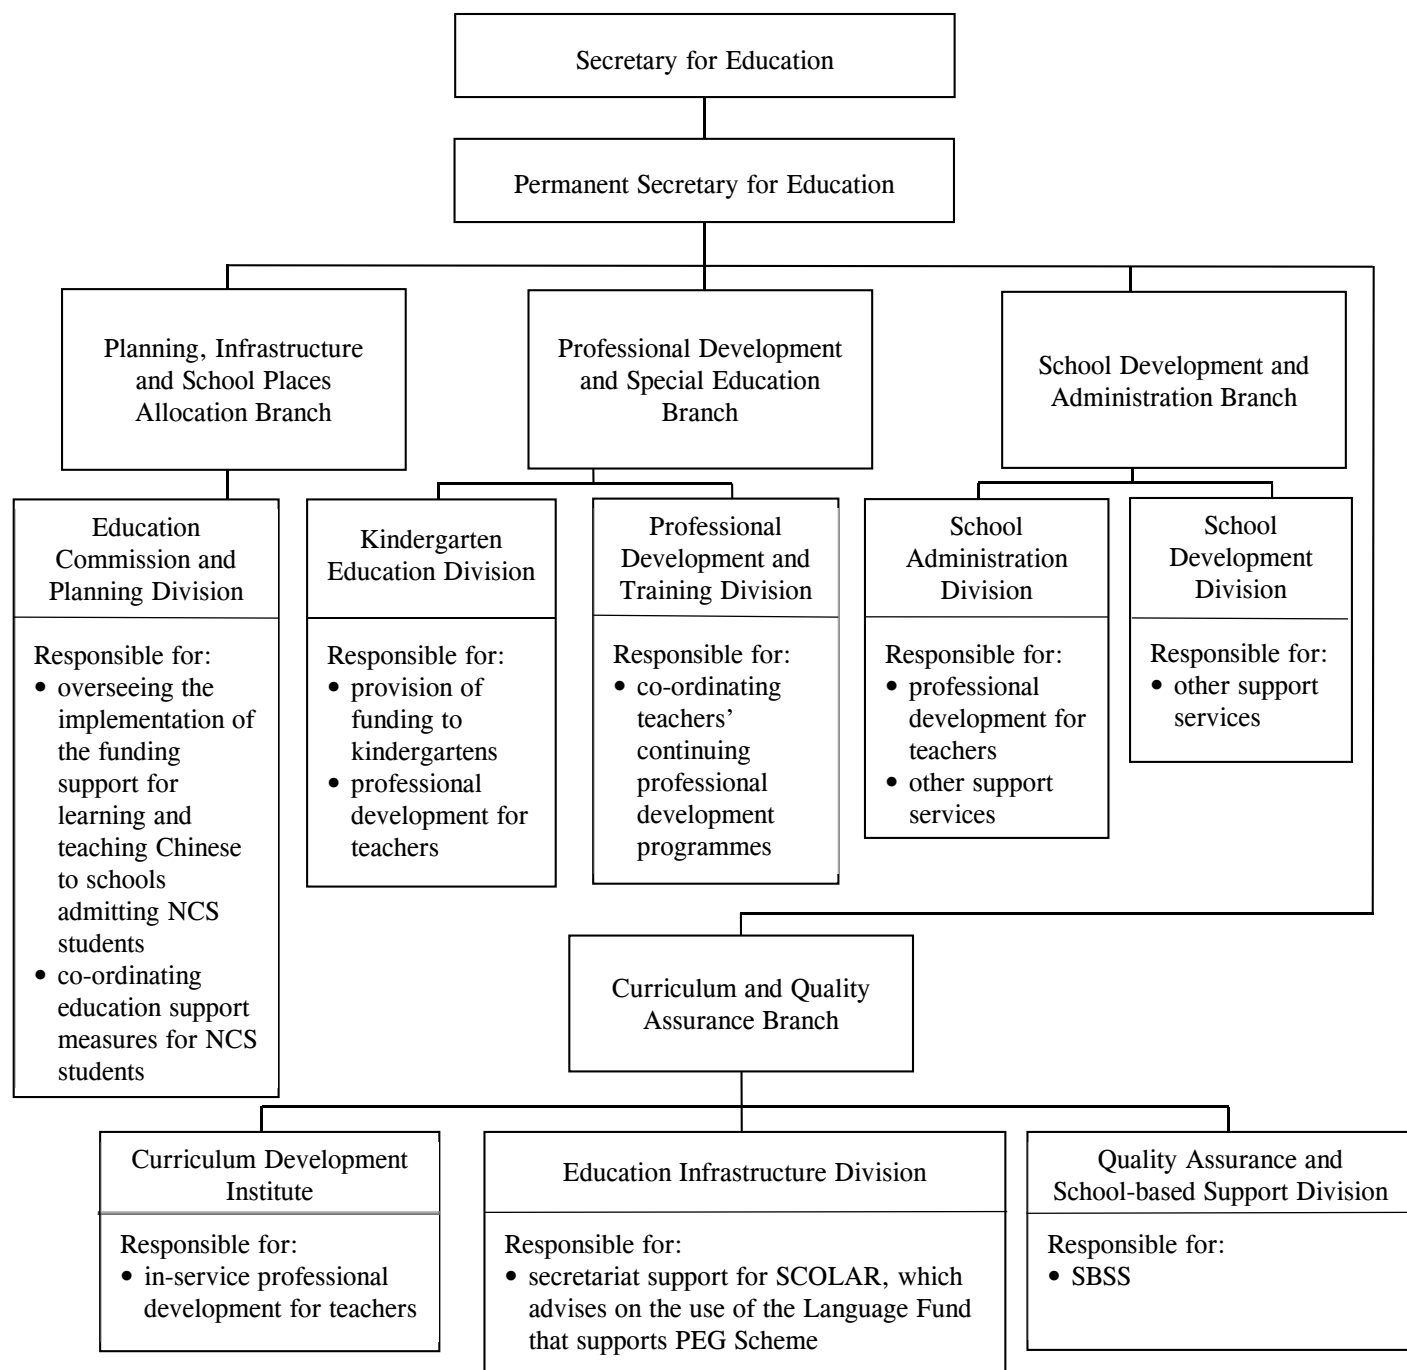 Secretary for Education
Permanent Secretary for Education
Planning, Infrastructure
and School Places
Allocation Branch
Professional Development
and Special Education
Branch
School Development and
Administration Branch
Education
Commission and
Planning Division
Responsible for:
• overseeing the
implementation of
the funding
support for
learning and
teaching Chinese
to schools
admitting NCS
students
• co-ordinating
education support
measures for NCS
students
Kindergarten
Education Division
Responsible for:
• provision of
funding to
kindergartens
• professional
development for
teachers
Professional
Development and
Training Division
Responsible for:
• co-ordinating
teachers’
continuing
professional
development
programmes
School
Administration
Division
Responsible for:
• professional
development for
teachers
• other support
services
School
Development
Division
Responsible for:
• other support
services
Curriculum and Quality
Assurance Branch
Curriculum Development
Institute
Responsible for:
• in-service professional
development for teachers
Education Infrastructure Division
Responsible for:
• secretariat support for SCOLAR, which
advises on the use of the Language Fund
that supports PEG Scheme
Quality Assurance and
School-based Support Division
Responsible for:
• SBSS